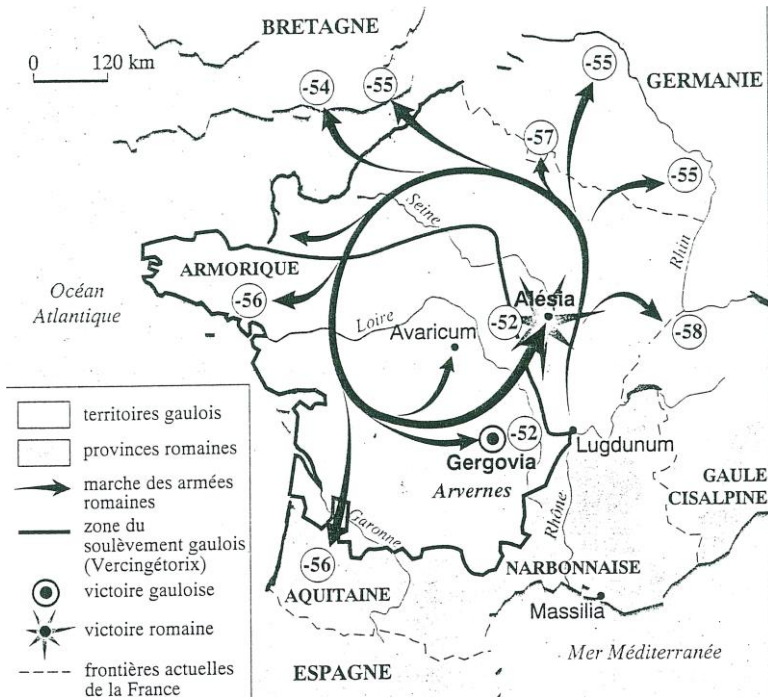 BRETAGNE
0 120 km
-54
-55
-55
GERMANIE
-57
-55
Seine
Rhin
ARMORIQUE
Océan
Atlantique
-56
Loire
Avaricum
-52
Alésia
-58
-52
Gergovia
Lugdunum
Arvernes
GAULE
CISALPINE
Garonne
Rhône
-56
AQUITAINE
NARBONNAISE
Massilia
Mer Méditerranée
ESPAGNE
territoires gaulois
provinces romaines
marche des armées
romaines
zone du
soulèvement gaulois
(Vercingétorix)
victoire gauloise
victoire romaine
frontières actuelles
de la France